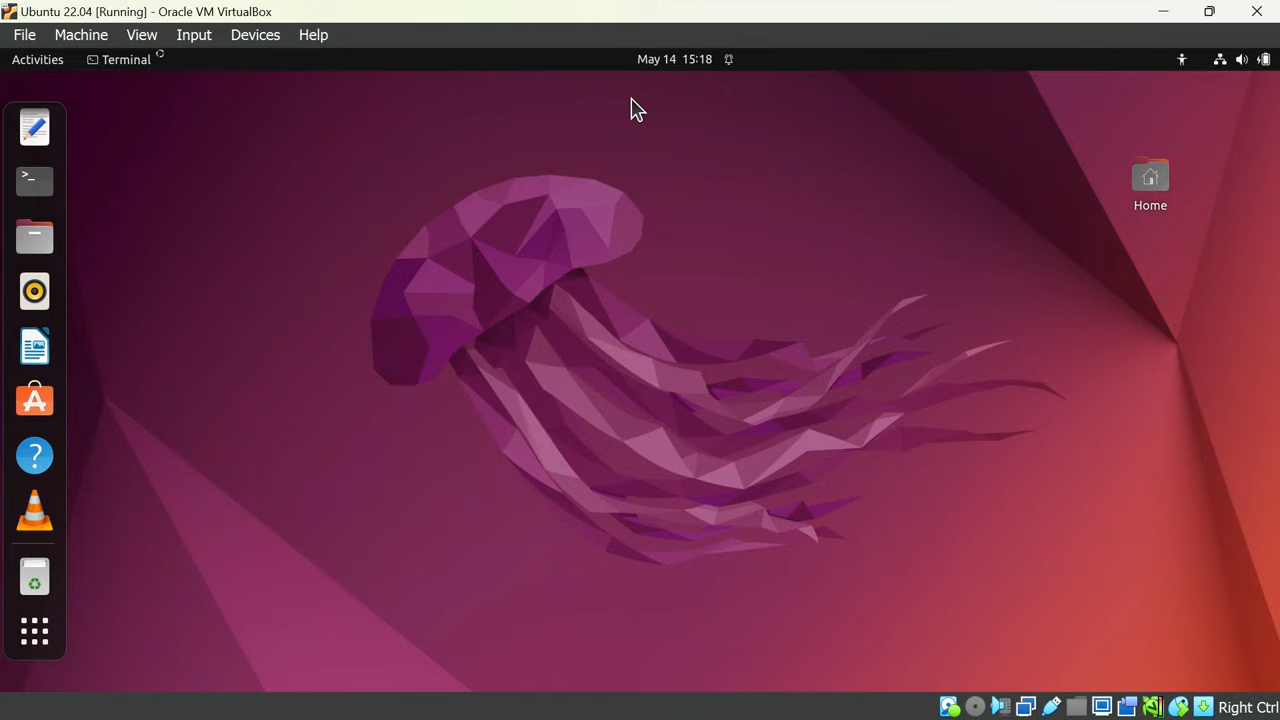 Ubuntu 22.04 [Running] - Oracle VM VirtualBox
File Machine View Input Devices Help
Activities Terminal May 14 15:18
>_
Home
?
Right Ctrl